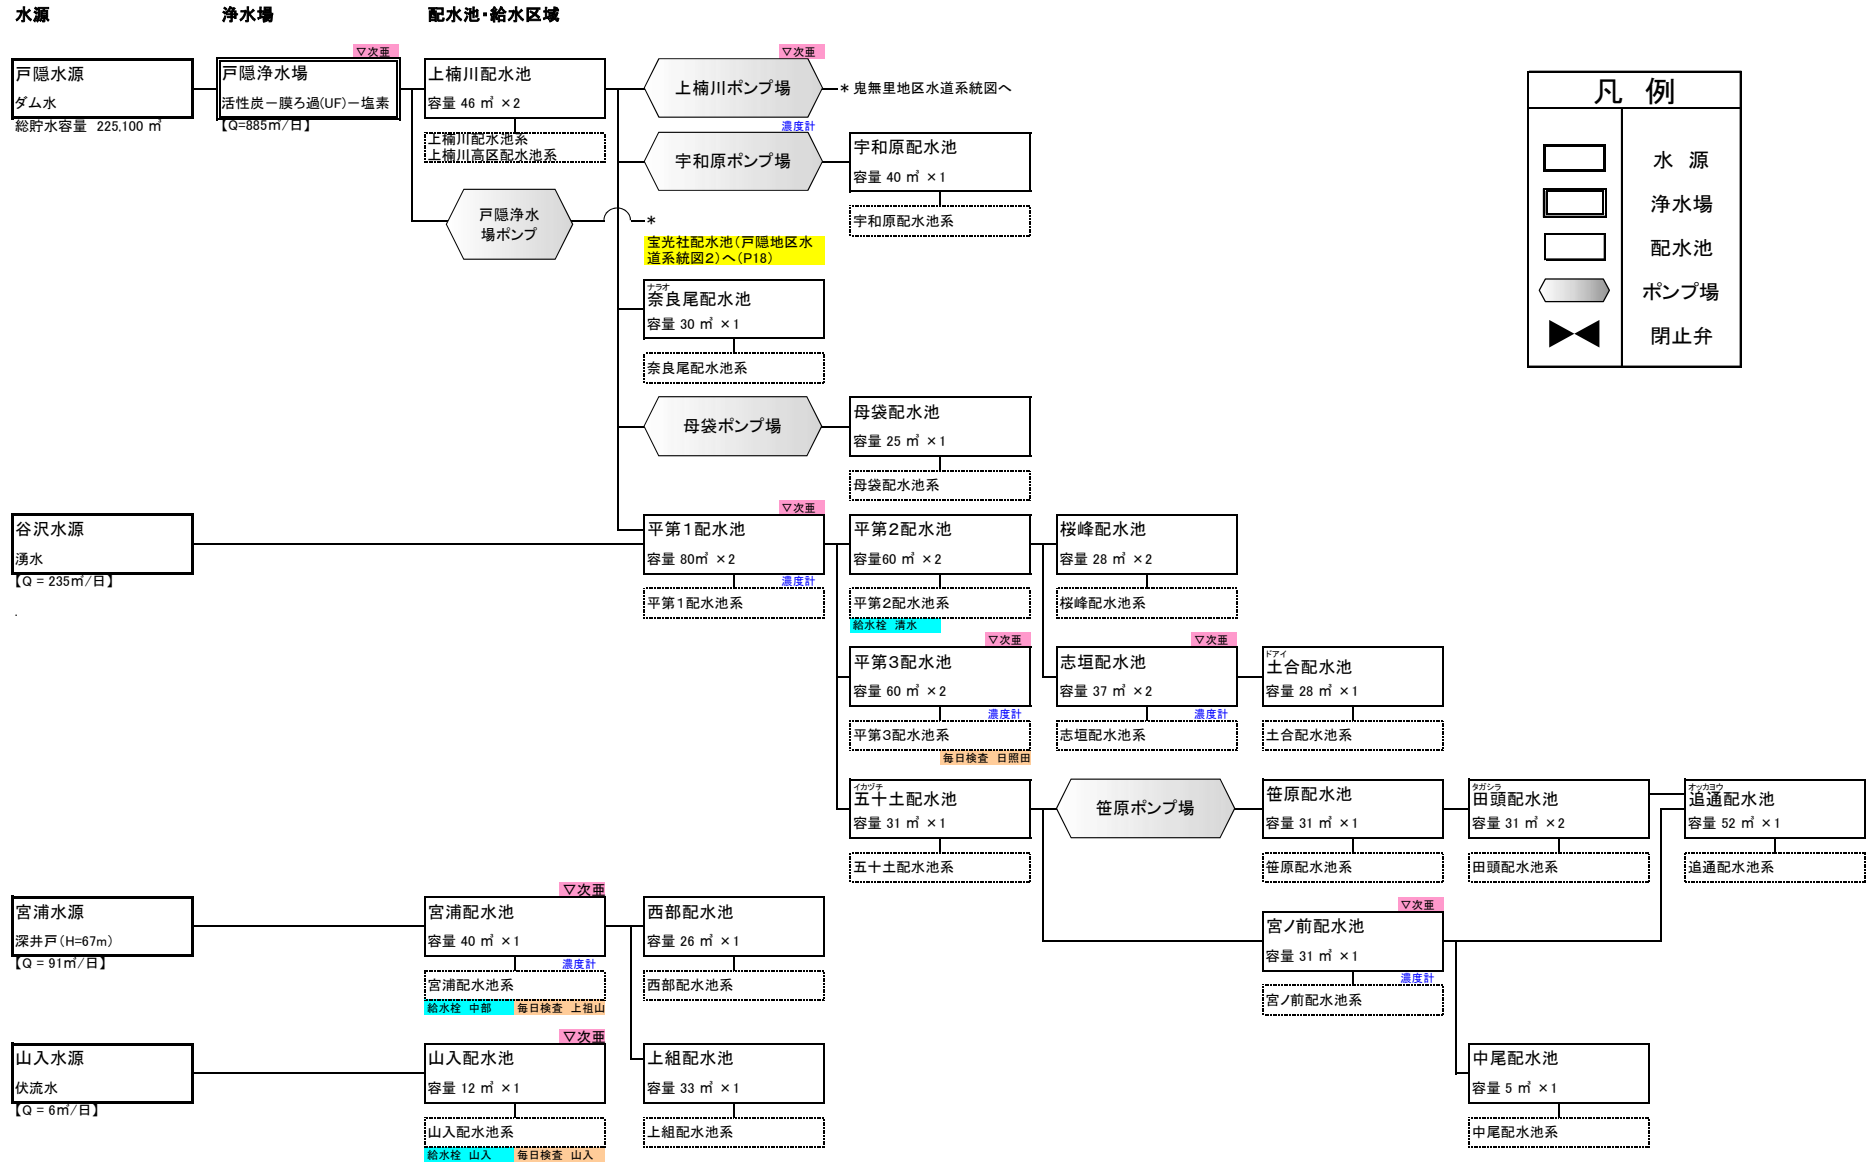 水源
浄水場
配水池・給水区域
▽次亜
▽次亜
戸隠水源
ダム水
総貯水容量 225,100 ㎥
戸隠浄水場
活性炭－膜ろ過(UF)－塩素
【Q=885㎥/日】
上楠川配水池
容量 46 ㎥ ×2
上楠川配水池系
上楠川高区配水池系
上楠川ポンプ場
＊ 鬼無里地区水道系統図へ
濃度計
宇和原ポンプ場
宇和原配水池
容量 40 ㎥ ×1
宇和原配水池系
戸隠浄水
場ポンプ
＊
宝光社配水池(戸隠地区水
道系統図2)へ(P18)
ナラオ
奈良尾配水池
容量 30 ㎥ ×1
奈良尾配水池系
母袋ポンプ場
母袋配水池
容量 25 ㎥ ×1
母袋配水池系
凡 例
水 源
浄水場
配水池
ポンプ場
閉止弁
谷沢水源
湧水
【Q = 235㎥/日】
.
▽次亜
平第１配水池
容量 80㎥ ×2
濃度計
平第１配水池系
平第２配水池
容量60 ㎥ ×2
平第２配水池系
給水栓 清水
桜峰配水池
容量 28 ㎥ ×2
桜峰配水池系
▽次亜
平第３配水池
容量 60 ㎥ ×2
濃度計
平第３配水池系
毎日検査 日照田
▽次亜
志垣配水池
容量 37 ㎥ ×2
濃度計
志垣配水池系
ドアイ
土合配水池
容量 28 ㎥ ×1
土合配水池系
イカヅチ
五十土配水池
容量 31 ㎥ ×1
五十土配水池系
笹原ポンプ場
笹原配水池
容量 31 ㎥ ×1
笹原配水池系
タガシラ
田頭配水池
容量 31 ㎥ ×2
田頭配水池系
オッカヨウ
追通配水池
容量 52 ㎥ ×1
追通配水池系
宮浦水源
深井戸(H=67m)
【Q = 91㎥/日】
▽次亜
宮浦配水池
容量 40 ㎥ ×1
濃度計
宮浦配水池系
給水栓 中部
毎日検査 上祖山
西部配水池
容量 26 ㎥ ×1
西部配水池系
▽次亜
宮ノ前配水池
容量 31 ㎥ ×1
濃度計
宮ノ前配水池系
山入水源
伏流水
【Q = 6㎥/日】
▽次亜
山入配水池
容量 12 ㎥ ×1
山入配水池系
給水栓 山入
毎日検査 山入
上組配水池
容量 33 ㎥ ×1
上組配水池系
中尾配水池
容量 5 ㎥ ×1
中尾配水池系